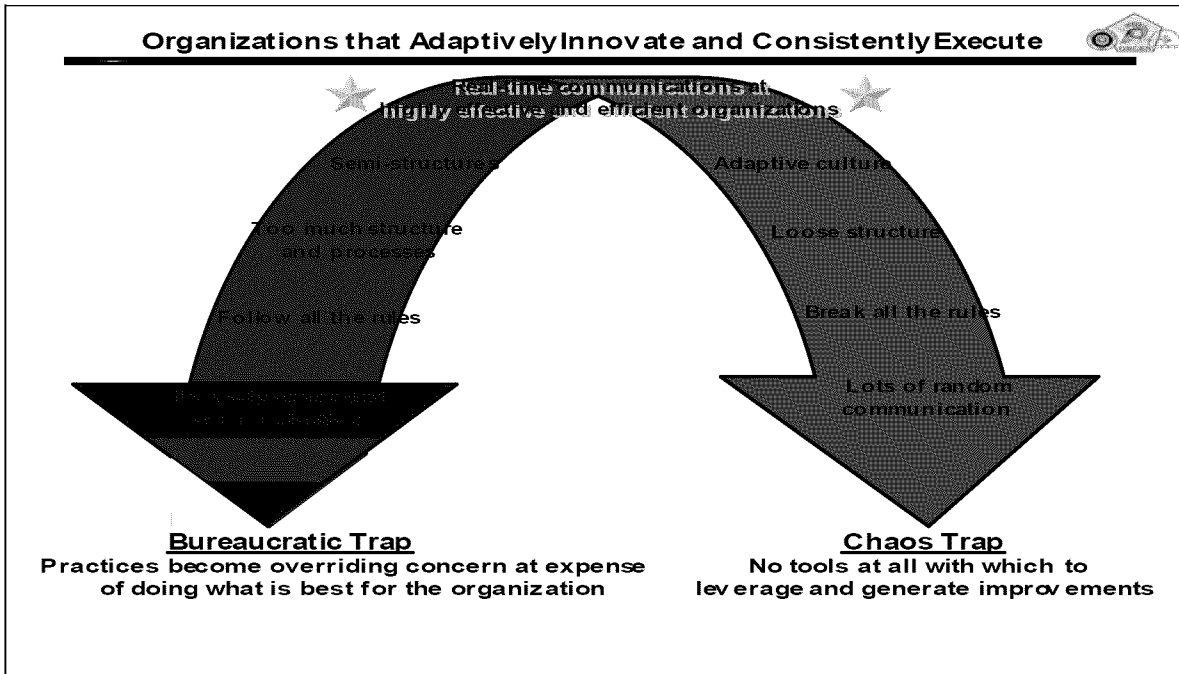 Organizations that Adaptively Innovate and Consistently Execute
Real-time communications at
highly effective and efficient organizations
Semi-structures
Adaptive culture
Too much structure
and processes
Loose structure
Follow all the rules
Break all the rules
Lots of random
communication
Bureaucratic Trap
Practices become overriding concern at expense
of doing what is best for the organization
Chaos Trap
No tools at all with which to
leverage and generate improvements